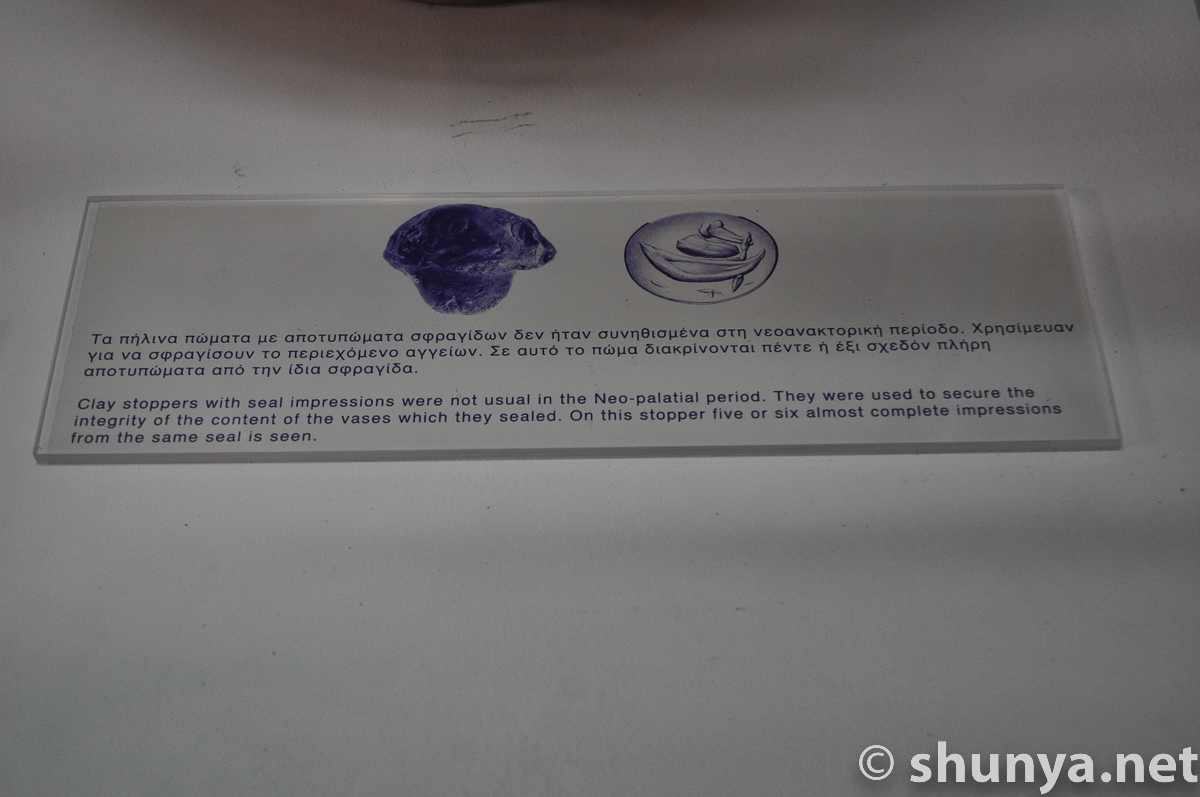 Τα πήλινα πώματα με αποτυπώματα σφραγίδων δεν ήταν συνηθισμένα στη νεοανακτορική περίοδο. Χρησίμευαν
για να σφραγίσουν το περιεχόμενο αγγείων. Σε αυτό το πώμα διακρίνονται πέντε ή έξι σχεδόν πλήρη
αποτυπώματα από την ίδια σφραγίδα.
Clay stoppers with seal impressions were not usual in the Neo-palatial period. They were used to secure the
integrity of the content of the vases which they sealed. On this stopper five or six almost complete impressions
from the same seal is seen.
© shunya.net